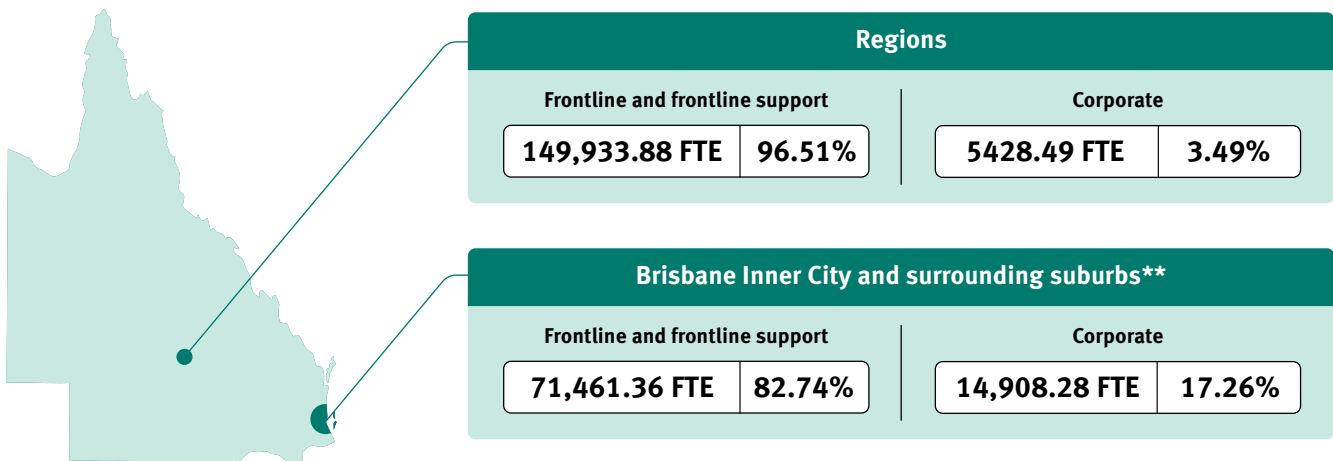 Regions
Frontline and frontline support
149,933.88 FTE 96.51%
Corporate
5428.49 FTE 3.49%
Brisbane Inner City and surrounding suburbs**
Frontline and frontline support
71,461.36 FTE 82.74%
Corporate
14,908.28 FTE 17.26%